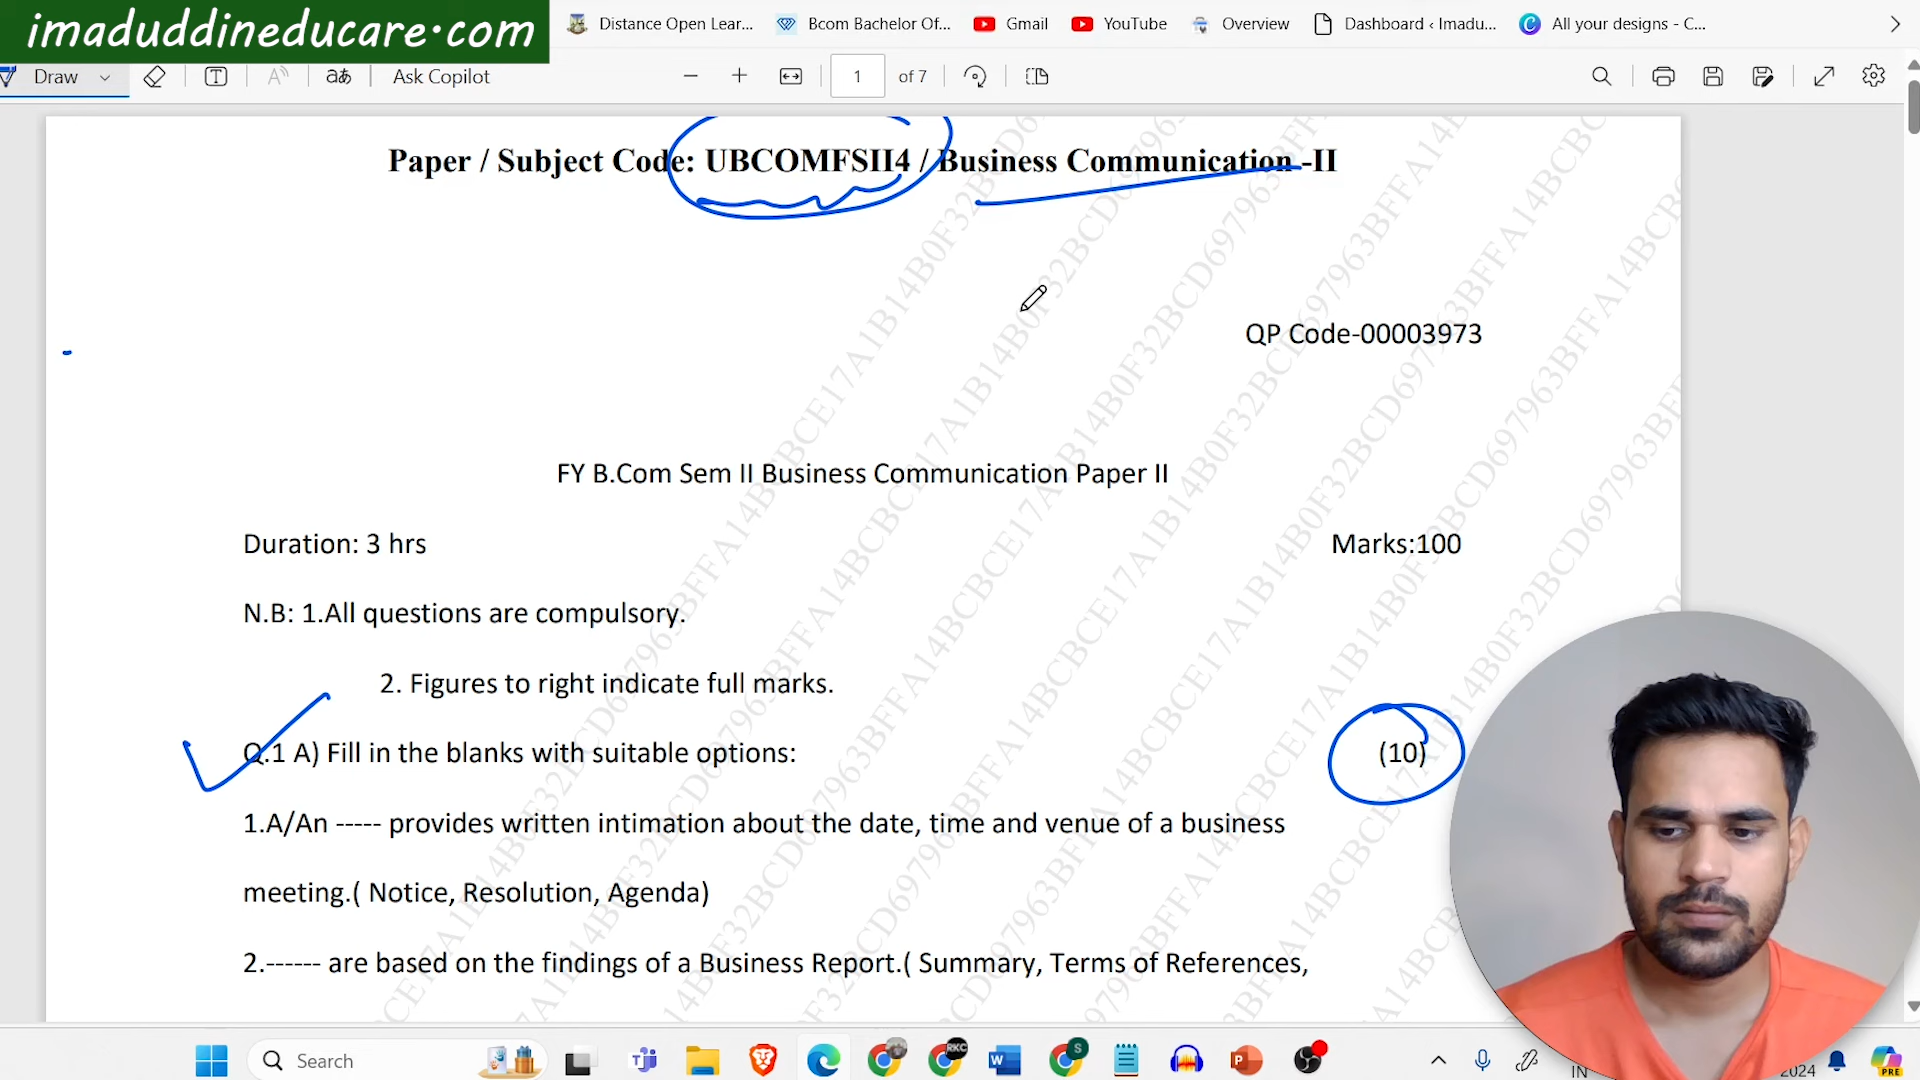 imaduddineducare.com
Distance Open Lear...
Bcom Bachelor Of...
Gmail
YouTube
Overview
Dashboard ‹ Imadu...
All your designs - C...
Draw
Ask Copilot
1 of 7
Paper / Subject Code: UBCOMFSII4 / Business Communication -II
QP Code-00003973
FY B.Com Sem II Business Communication Paper II
Duration: 3 hrs
Marks:100
N.B: 1.All questions are compulsory.
2. Figures to right indicate full marks.
Q.1 A) Fill in the blanks with suitable options:
(10)
1.A/An ----- provides written intimation about the date, time and venue of a business
meeting.( Notice, Resolution, Agenda)
2.------ are based on the findings of a Business Report.( Summary, Terms of References,
Search
RKC
S
IN
2024
PRE